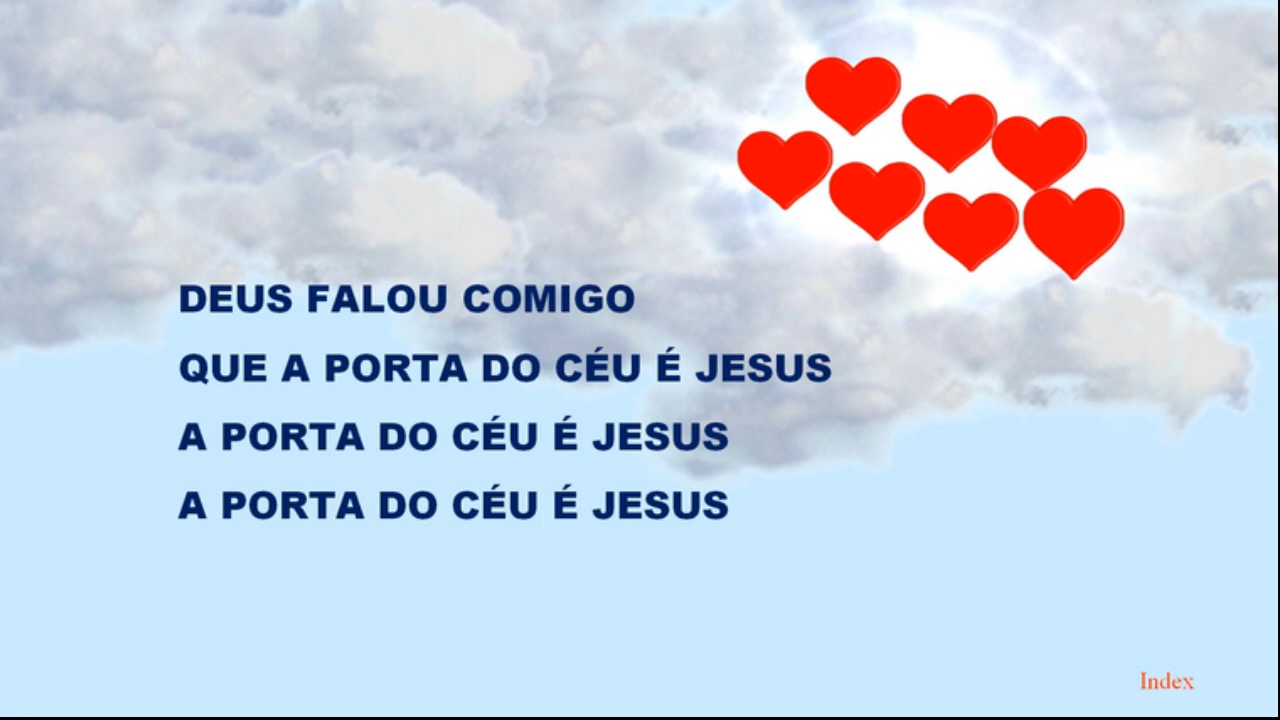 DEUS FALOU COMIGO
QUE A PORTA DO CÉU É JESUS
A PORTA DO CÉU É JESUS
A PORTA DO CÉU É JESUS
Index